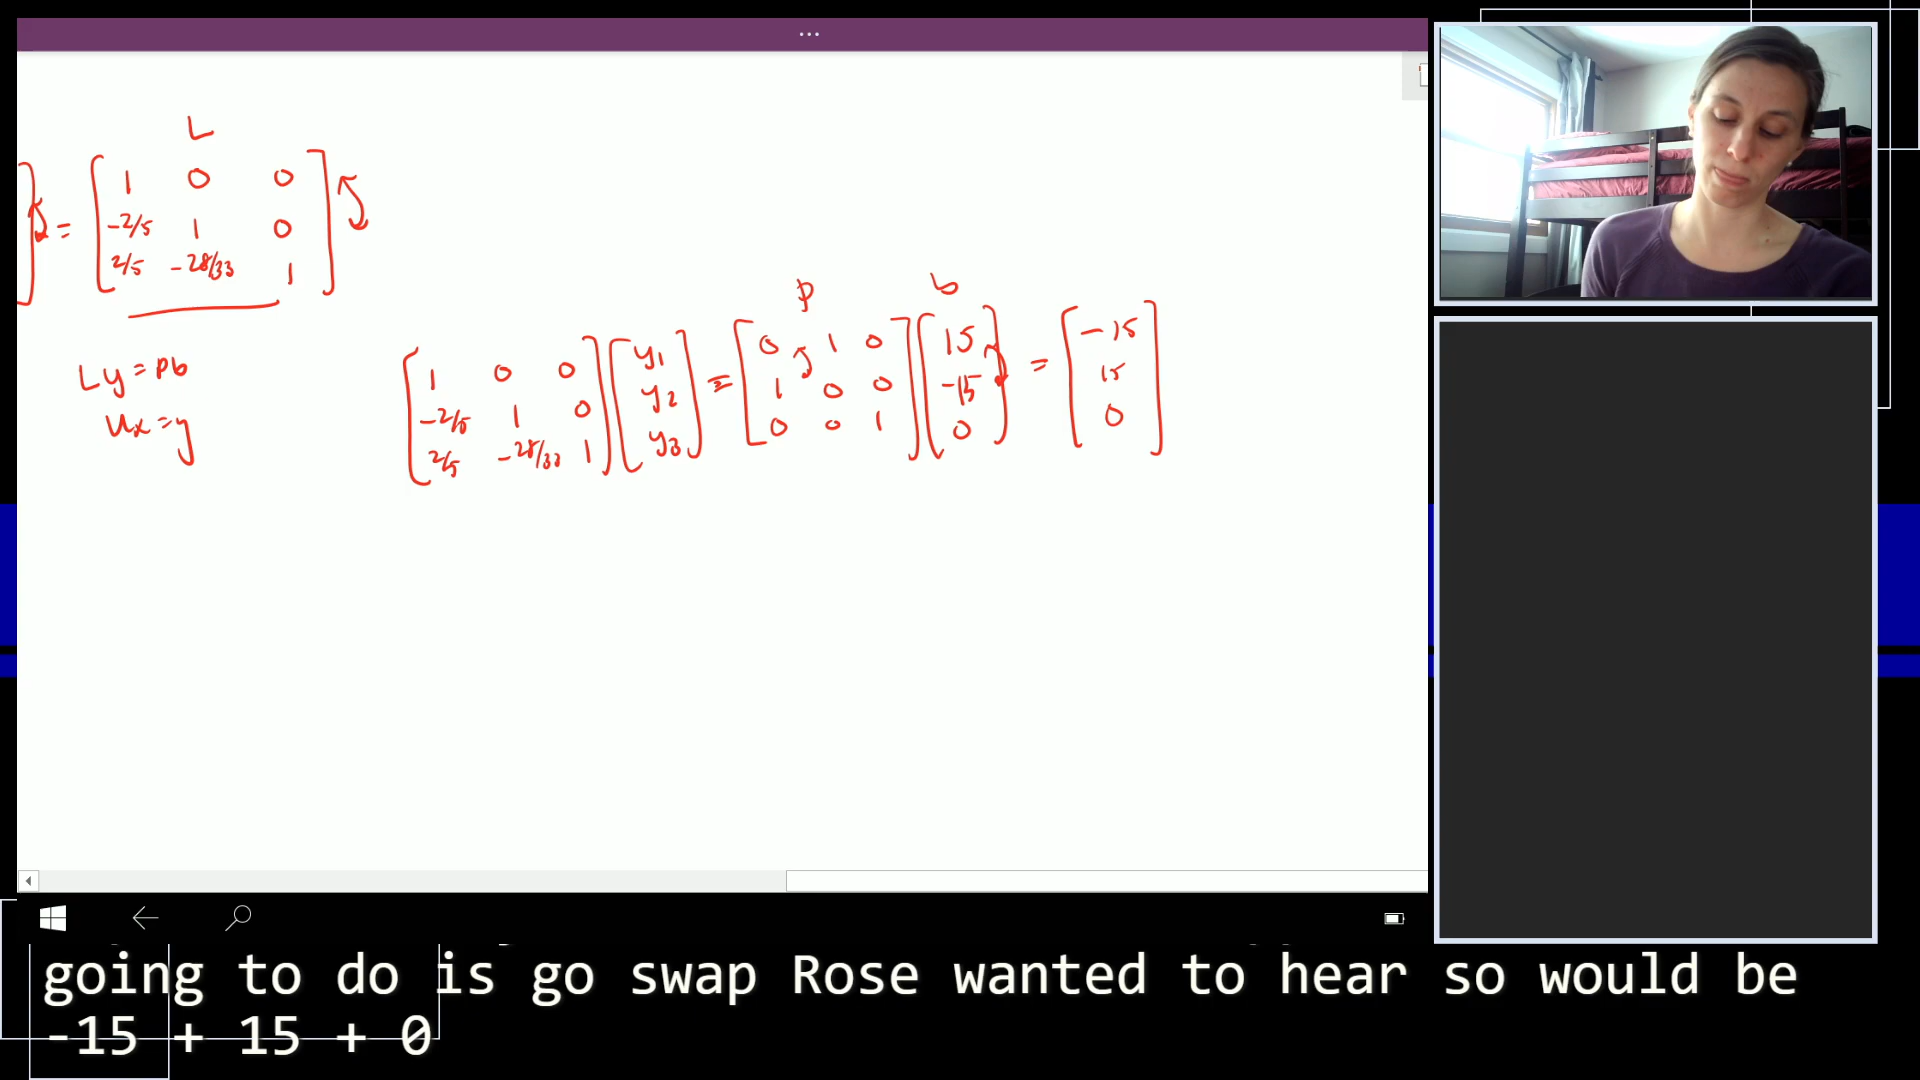 L
= [ 1 0 0 ]
[ -2/5 1 0 ]
[ 2/5 -28/33 1 ]
Ly = Pb
Ux = y
P b
[ 1 0 0 ] [ y1 ] = [ 0 1 0 ] [ 15 ] = [ -15 ]
[ -2/5 1 0 ] [ y2 ] [ 1 0 0 ] [ -15 ] [ 15 ]
[ 2/5 -28/33 1 ] [ y3 ] [ 0 0 1 ] [ 0 ] [ 0 ]
going to do is go swap Rose wanted to hear so would be
-15 + 15 + 0